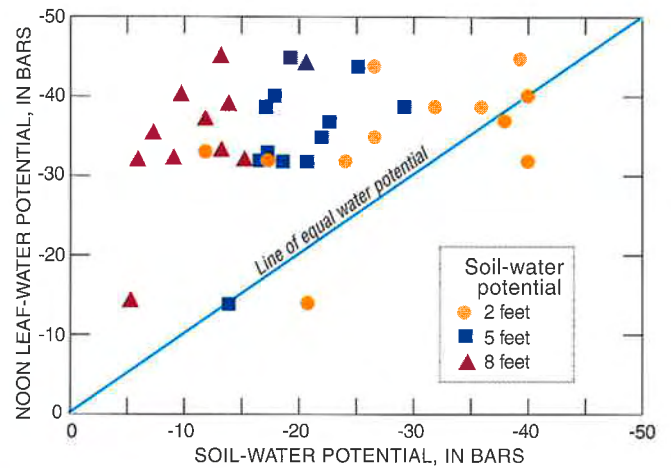 -50
-40
-30
-20
-10
0
NOON LEAF-WATER POTENTIAL, IN BARS
Line of equal water potential
Soil-water
potential
2 feet
5 feet
8 feet
0 -10 -20 -30 -40 -50
SOIL-WATER POTENTIAL, IN BARS